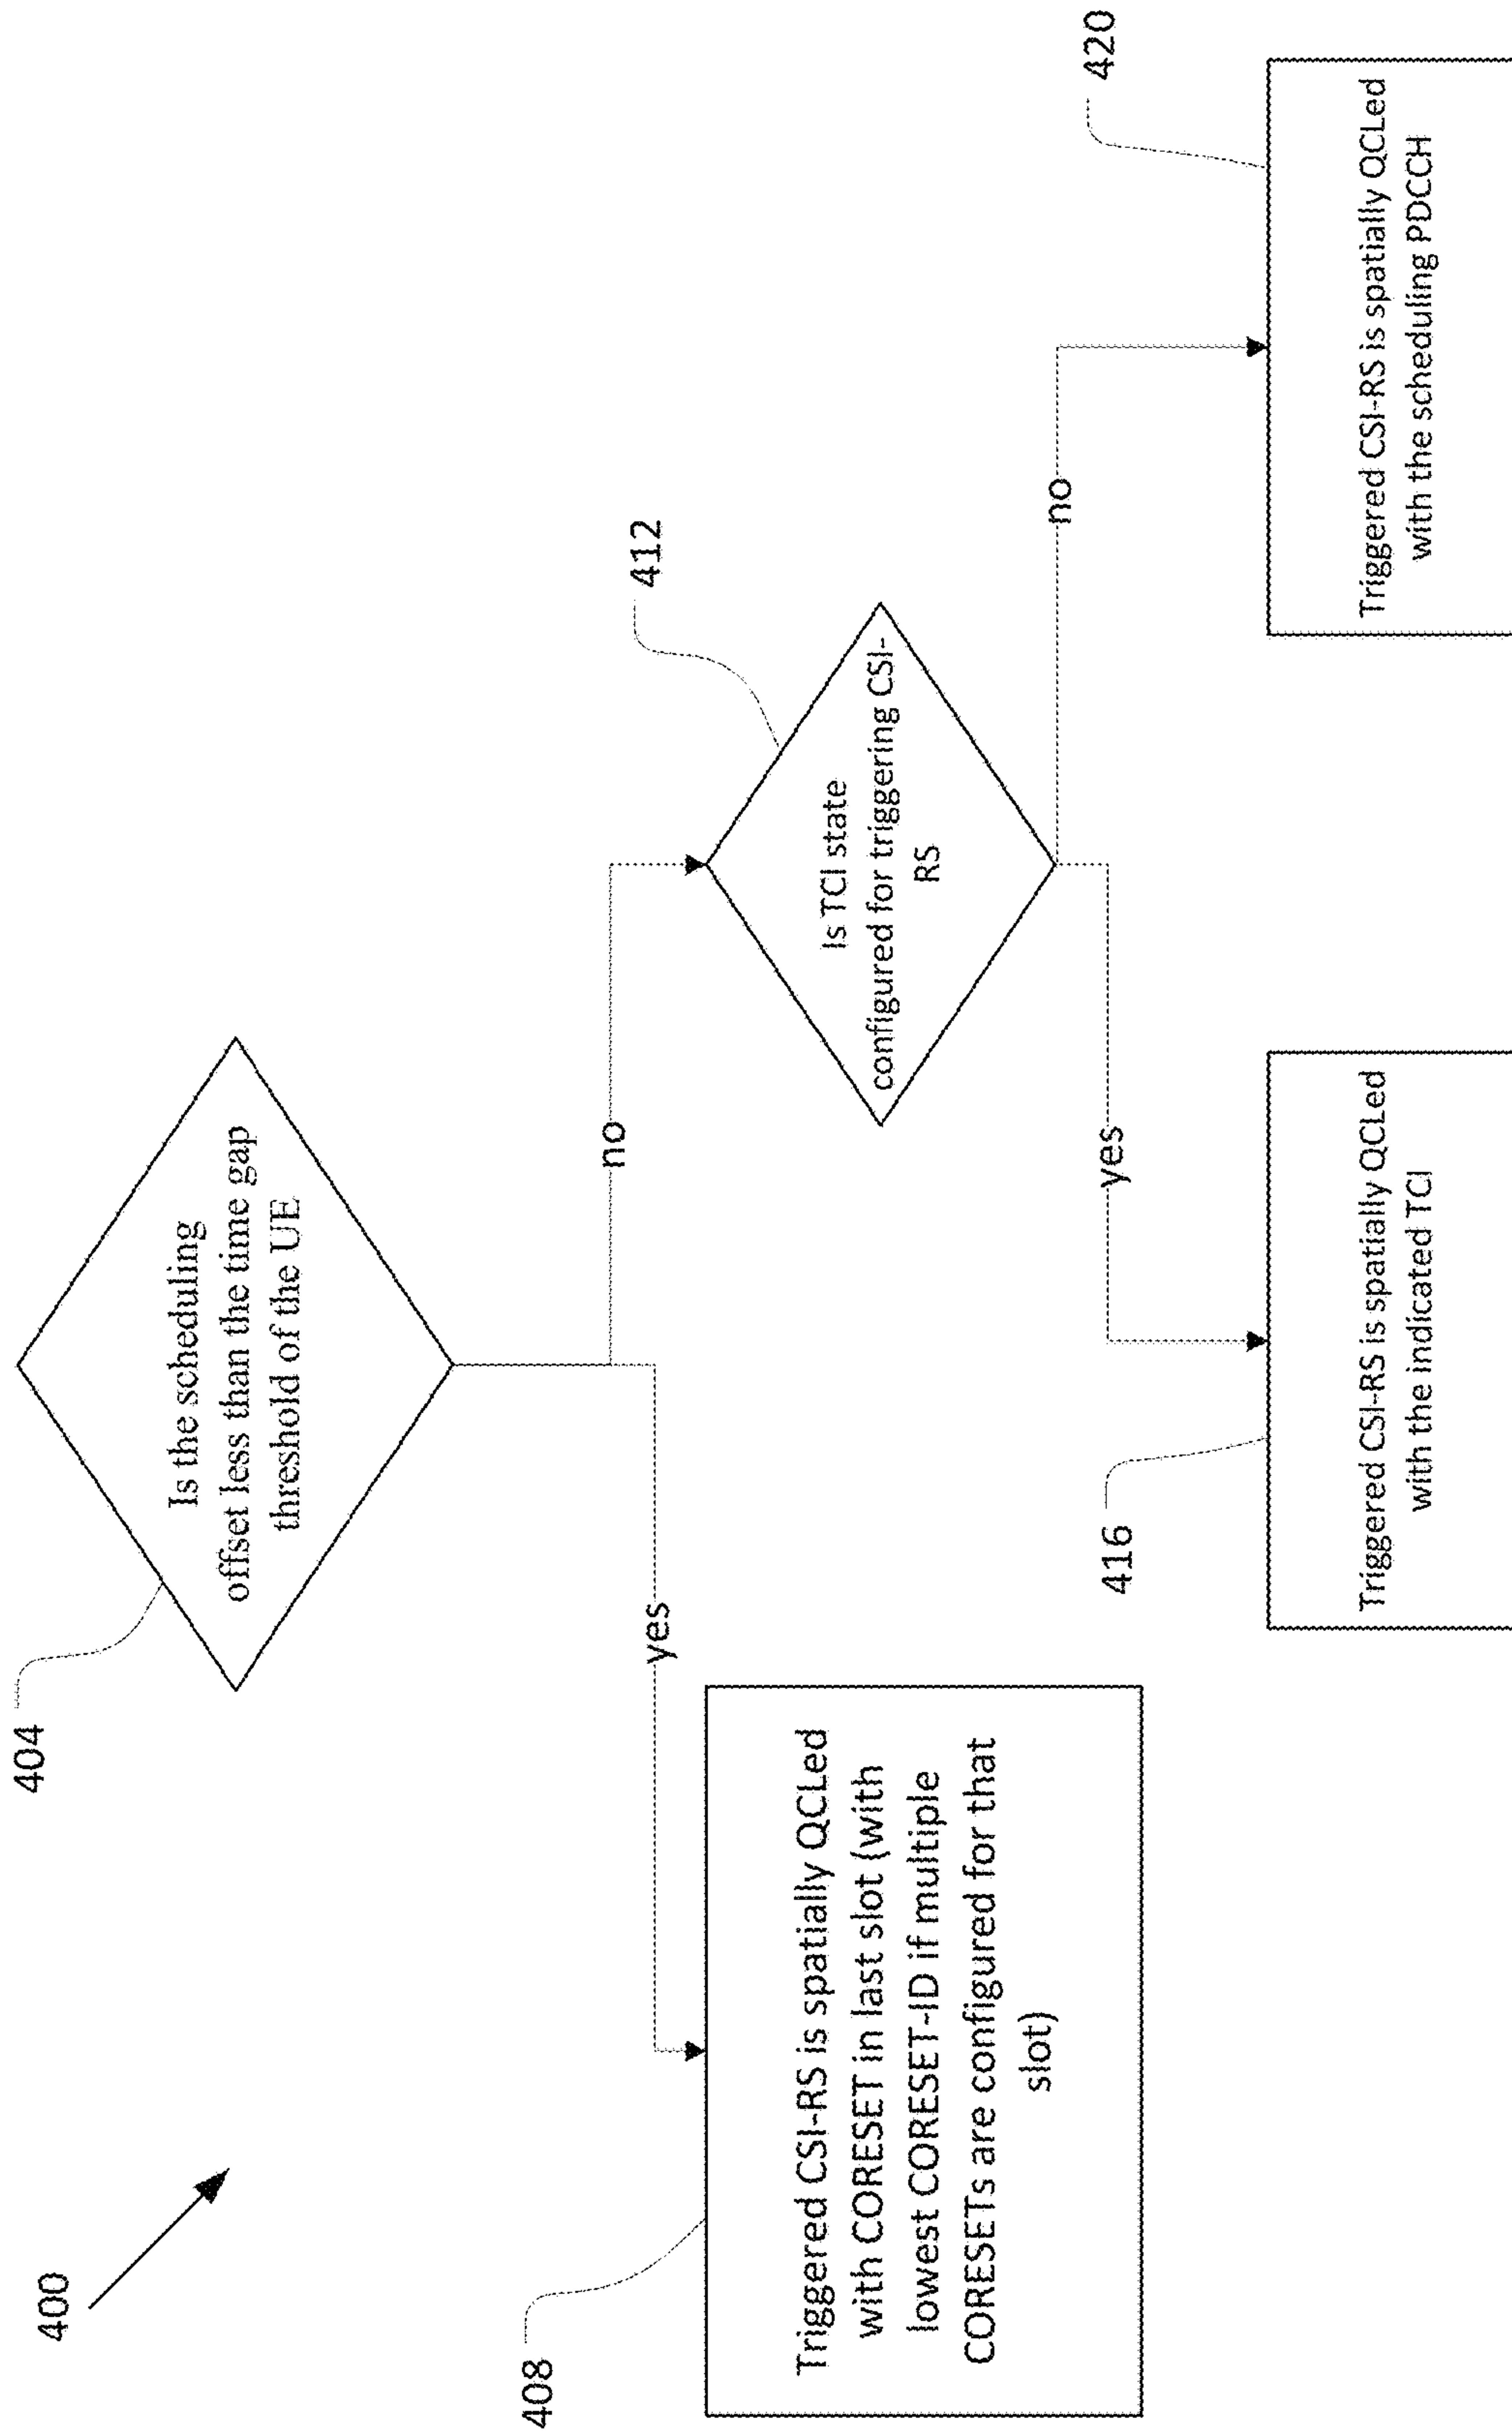 400
404
Is the scheduling
offset less than the time gap
threshold of the UE
yes
no
408
Triggered CSI-RS is spatially QCLed
with CORESET in last slot (with
lowest CORESET-ID if multiple
CORESETs are configured for that
slot)
412
Is TCI state
configured for triggering CSI-
RS
yes
no
416
Triggered CSI-RS is spatially QCLed
with the indicated TCI
420
Triggered CSI-RS is spatially QCLed
with the scheduling PDCCH